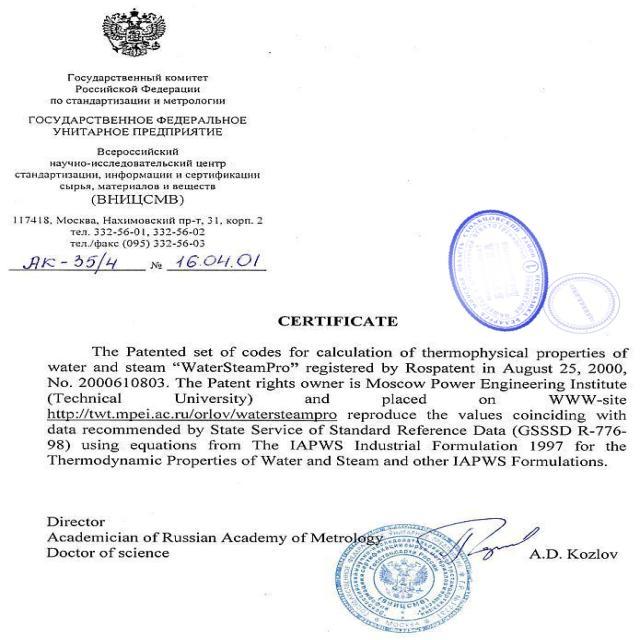 Государственный комитет
Российской Федерации
по стандартизации и метрологии
ГОСУДАРСТВЕННОЕ ФЕДЕРАЛЬНОЕ
УНИТАРНОЕ ПРЕДПРИЯТИЕ
Всероссийский
научно-исследовательский центр
стандартизации, информации и сертификации
сырья, материалов и веществ
(ВНИЦСМВ)
117418, Москва, Нахимовский пр-т, 31, корп. 2
тел. 332-56-01, 332-56-02
тел./факс (095) 332-56-03
АК-35/4 № 16.04.01
CERTIFICATE
The Patented set of codes for calculation of thermophysical properties of
water and steam “WaterSteamPro” registered by Rospatent in August 25, 2000,
No. 2000610803. The Patent rights owner is Moscow Power Engineering Institute
(Technical University) and placed on WWW-site
http://twt.mpei.ac.ru/orlov/watersteampro reproduce the values coinciding with
data recommended by State Service of Standard Reference Data (GSSSD R-776-
98) using equations from The IAPWS Industrial Formulation 1997 for the
Thermodynamic Properties of Water and Steam and other IAPWS Formulations.
Director
Academician of Russian Academy of Metrology
Doctor of science A.D. Kozlov
(ВНИЦСМВ)
МОСКВА